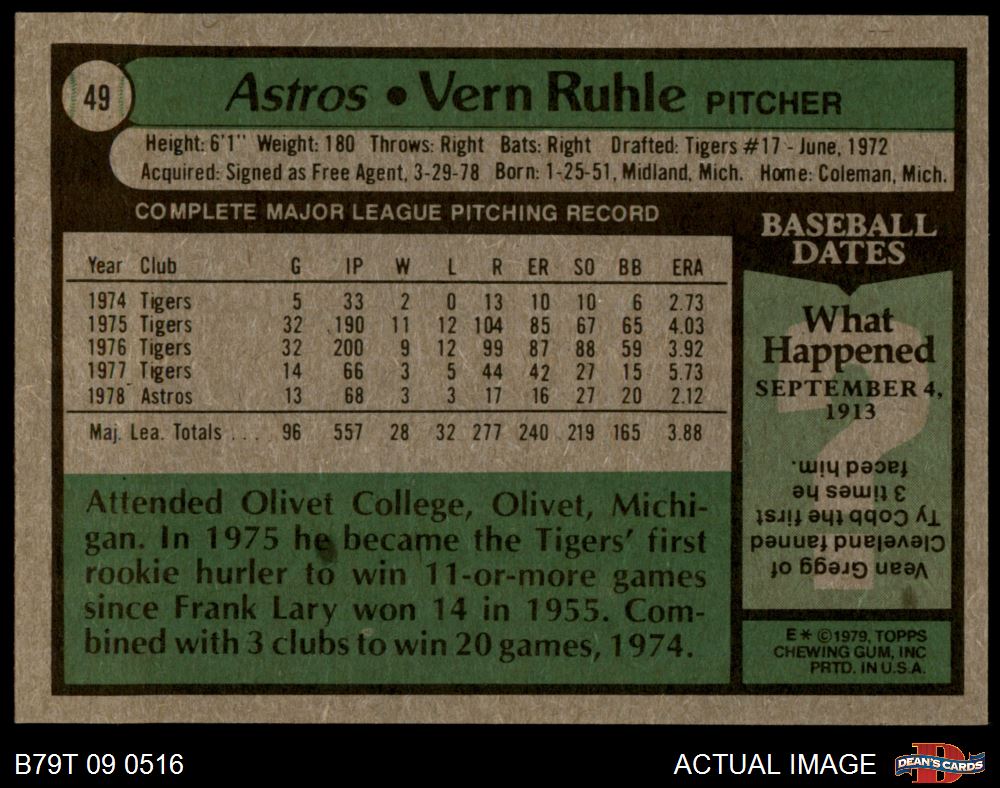 49
Astros • Vern Ruhle PITCHER
Height: 6'1" Weight: 180 Throws: Right Bats: Right Drafted: Tigers #17 - June, 1972
Acquired: Signed as Free Agent, 3-29-78 Born: 1-25-51, Midland, Mich. Home: Coleman, Mich.
COMPLETE MAJOR LEAGUE PITCHING RECORD
Year Club G IP W L R ER SO BB ERA
1974 Tigers 5 33 2 0 13 10 10 6 2.73
1975 Tigers 32 190 11 12 104 85 67 65 4.03
1976 Tigers 32 200 9 12 99 87 88 59 3.92
1977 Tigers 14 66 3 5 44 42 27 15 5.73
1978 Astros 13 68 3 3 17 16 27 20 2.12
Maj. Lea. Totals . . . 96 557 28 32 277 240 219 165 3.88
Attended Olivet College, Olivet, Michi-
gan. In 1975 he became the Tigers' first
rookie hurler to win 11-or-more games
since Frank Lary won 14 in 1955. Com-
bined with 3 clubs to win 20 games, 1974.
BASEBALL
DATES
What
Happened
SEPTEMBER 4,
1913
Vean Gregg of
Cleveland fanned
Ty Cobb the first
3 times he
faced him.
E * ©1979, TOPPS
CHEWING GUM, INC
PRTD. IN U.S.A.
B79T 09 0516
ACTUAL IMAGE
DEAN'S CARDS